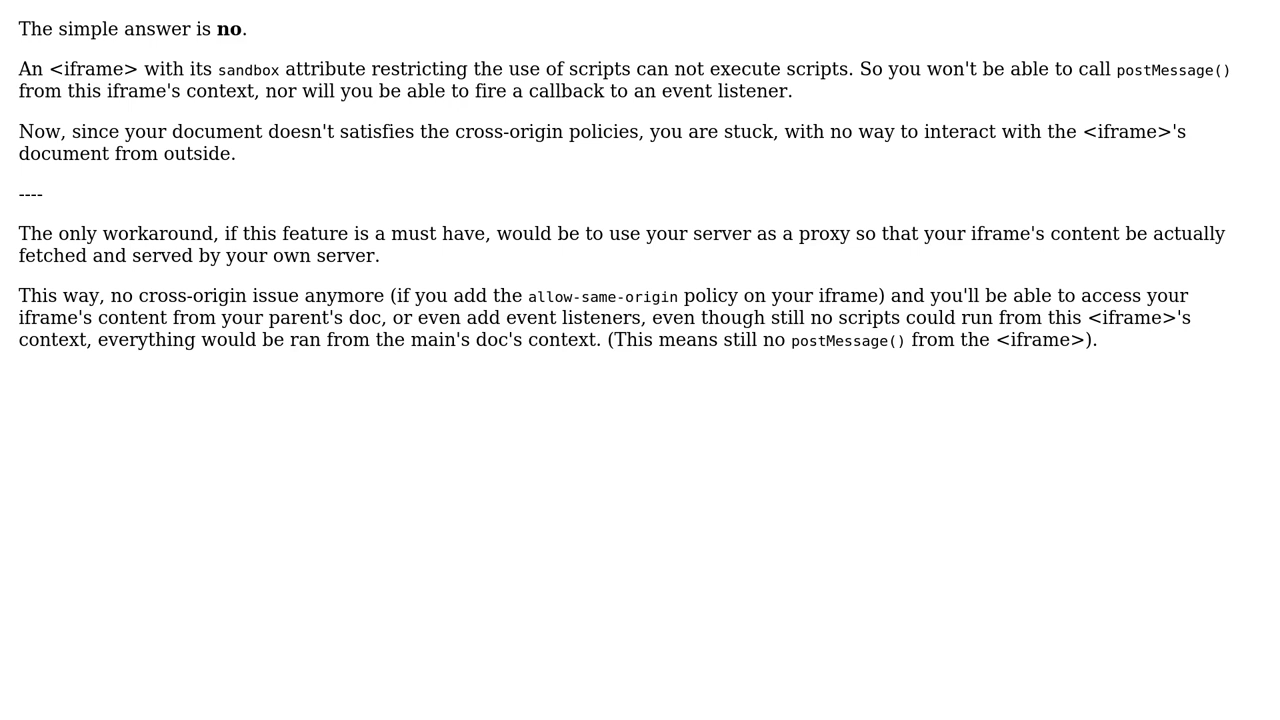 The simple answer is no.
An <iframe> with its sandbox attribute restricting the use of scripts can not execute scripts. So you won't be able to call postMessage()
from this iframe's context, nor will you be able to fire a callback to an event listener.
Now, since your document doesn't satisfies the cross-origin policies, you are stuck, with no way to interact with the <iframe>'s
document from outside.
----
The only workaround, if this feature is a must have, would be to use your server as a proxy so that your iframe's content be actually
fetched and served by your own server.
This way, no cross-origin issue anymore (if you add the allow-same-origin policy on your iframe) and you'll be able to access your
iframe's content from your parent's doc, or even add event listeners, even though still no scripts could run from this <iframe>'s
context, everything would be ran from the main's doc's context. (This means still no postMessage() from the <iframe>).